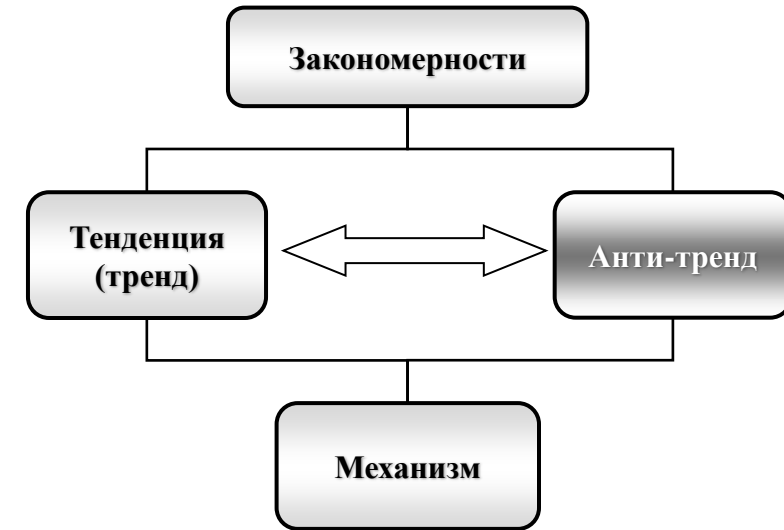 Закономерности
Тенденция
(тренд)
Анти-тренд
Механизм